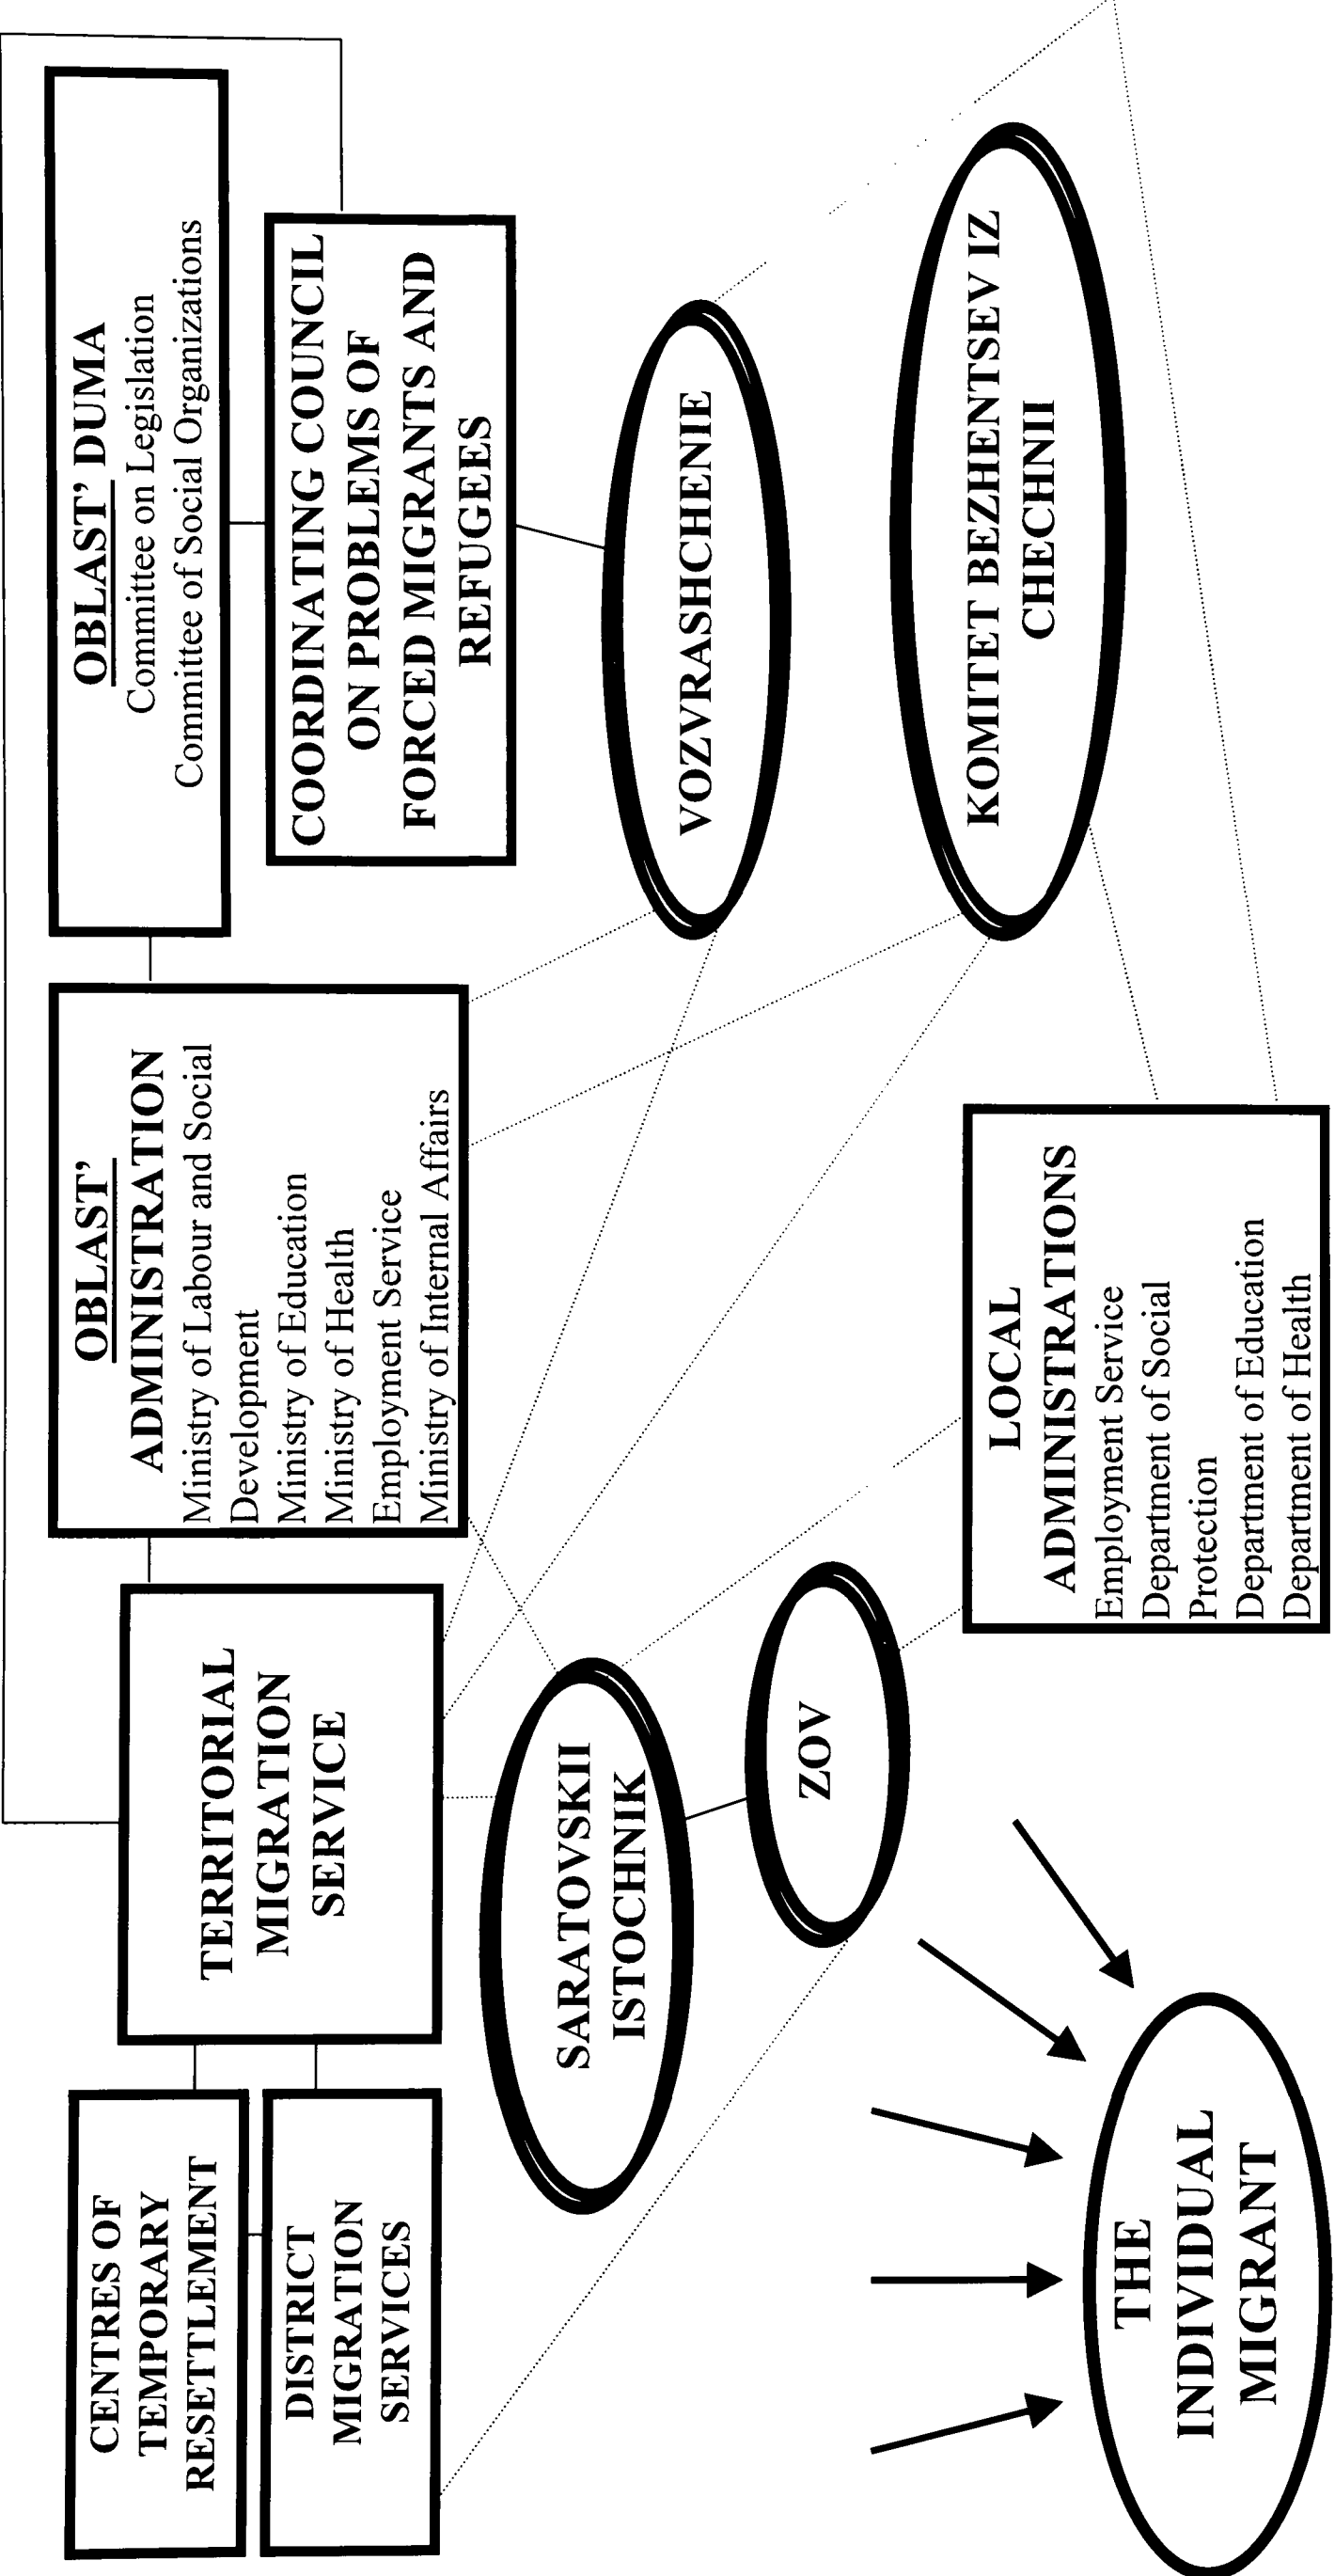 CENTRES OF
TEMPORARY
RESETTLEMENT
DISTRICT
MIGRATION
SERVICES
TERRITORIAL
MIGRATION
SERVICE
OBLAST'
ADMINISTRATION
Ministry of Labour and Social
Development
Ministry of Education
Ministry of Health
Employment Service
Ministry of Internal Affairs
OBLAST' DUMA
Committee on Legislation
Committee of Social Organizations
COORDINATING COUNCIL
ON PROBLEMS OF
FORCED MIGRANTS AND
REFUGEES
SARATOVSKII
ISTOCHNIK
VOZVRASHCHENIE
ZOV
KOMITET BEZHENTSEV IZ
CHECHNII
LOCAL
ADMINISTRATIONS
Employment Service
Department of Social
Protection
Department of Education
Department of Health
THE
INDIVIDUAL
MIGRANT